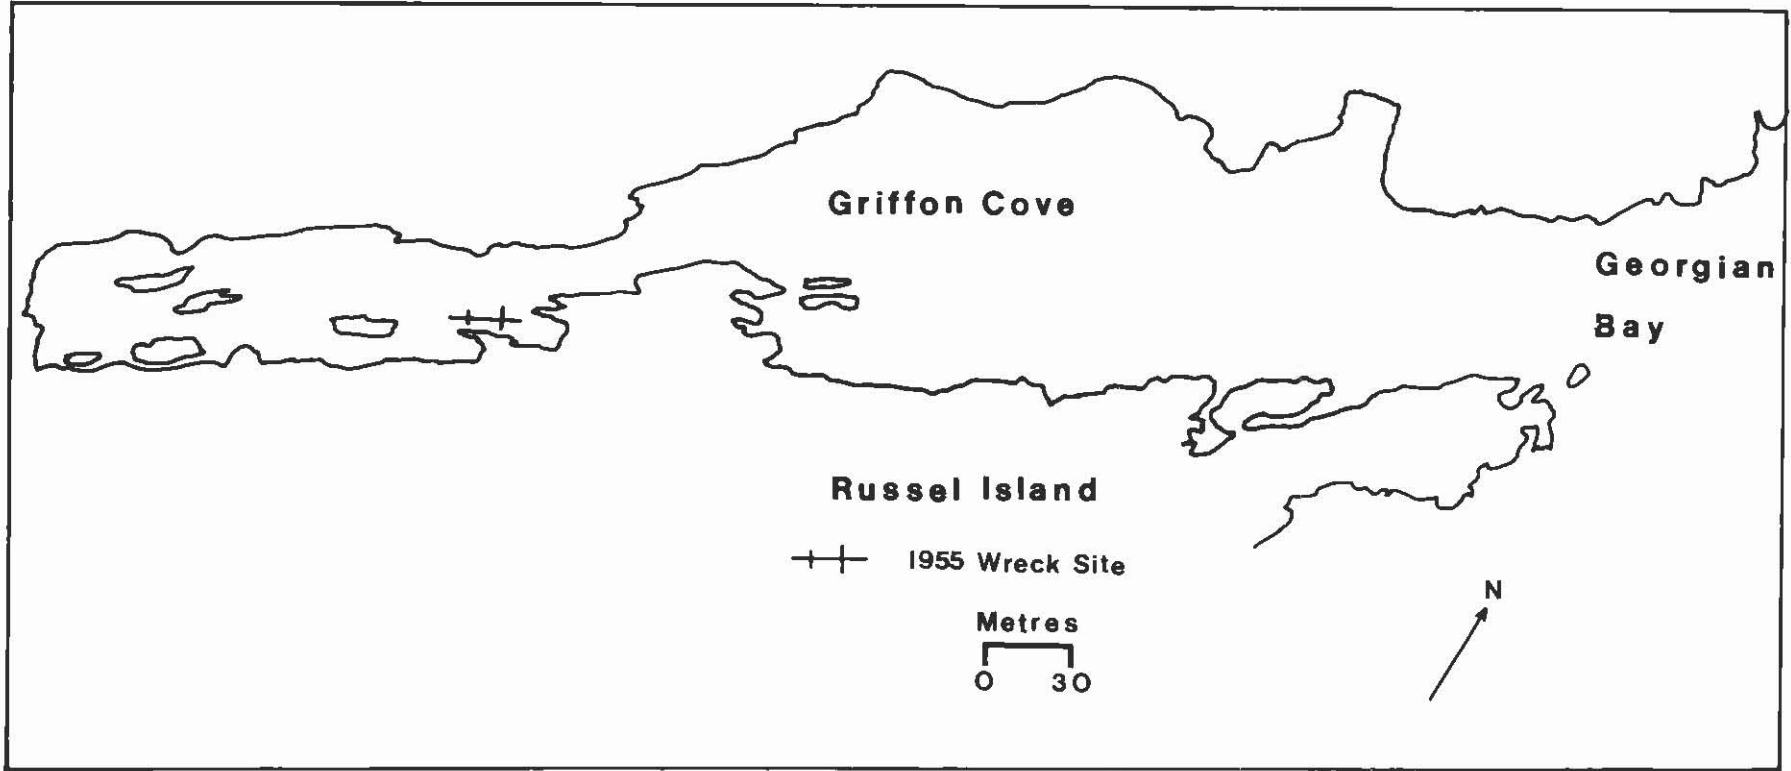 Griffon Cove
Georgian
Bay
Russel Island
1955 Wreck Site
Metres
0 30
N